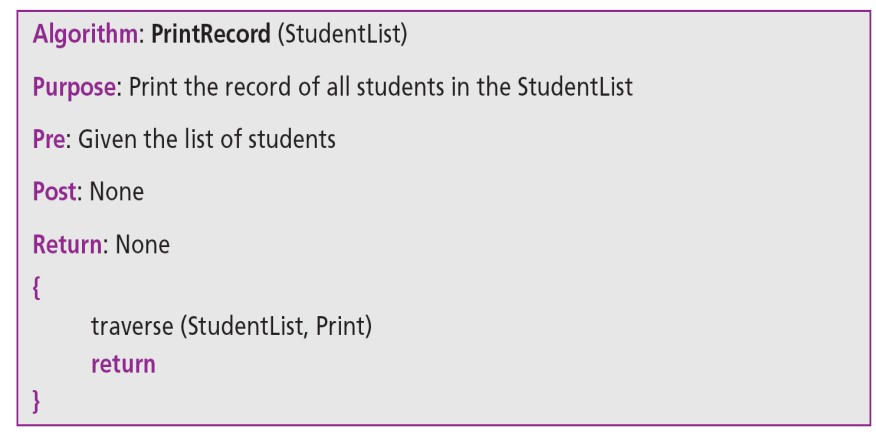 Algorithm: PrintRecord (StudentList)
Purpose: Print the record of all students in the StudentList
Pre: Given the list of students
Post: None
Return: None
{
traverse (StudentList, Print)
return
}